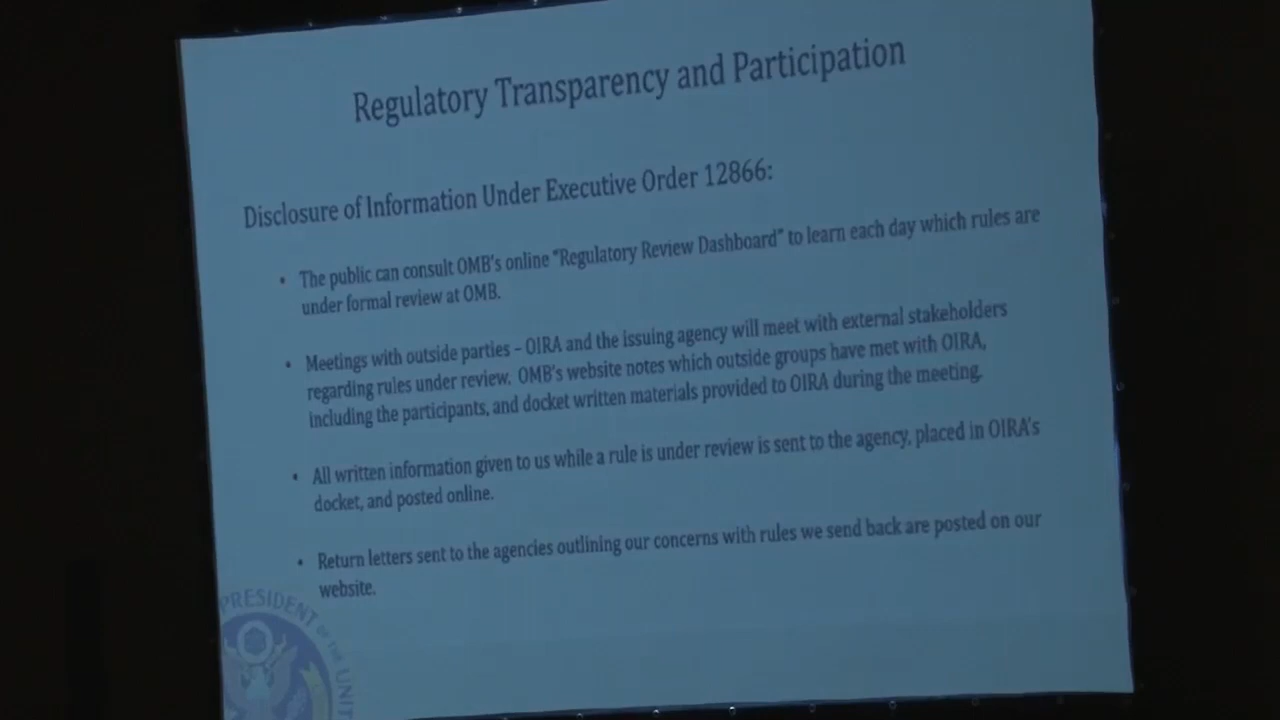 Regulatory Transparency and Participation
Disclosure of Information Under Executive Order 12866:
• The public can consult OMB's online "Regulatory Review Dashboard" to learn each day which rules are
under formal review at OMB.
• Meetings with outside parties – OIRA and the issuing agency will meet with external stakeholders
regarding rules under review. OMB's website notes which outside groups have met with OIRA,
including the participants, and docket written materials provided to OIRA during the meeting.
• All written information given to us while a rule is under review is sent to the agency, placed in OIRA's
docket, and posted online.
• Return letters sent to the agencies outlining our concerns with rules we send back are posted on our
website.
PRESIDENT OF THE UNIT